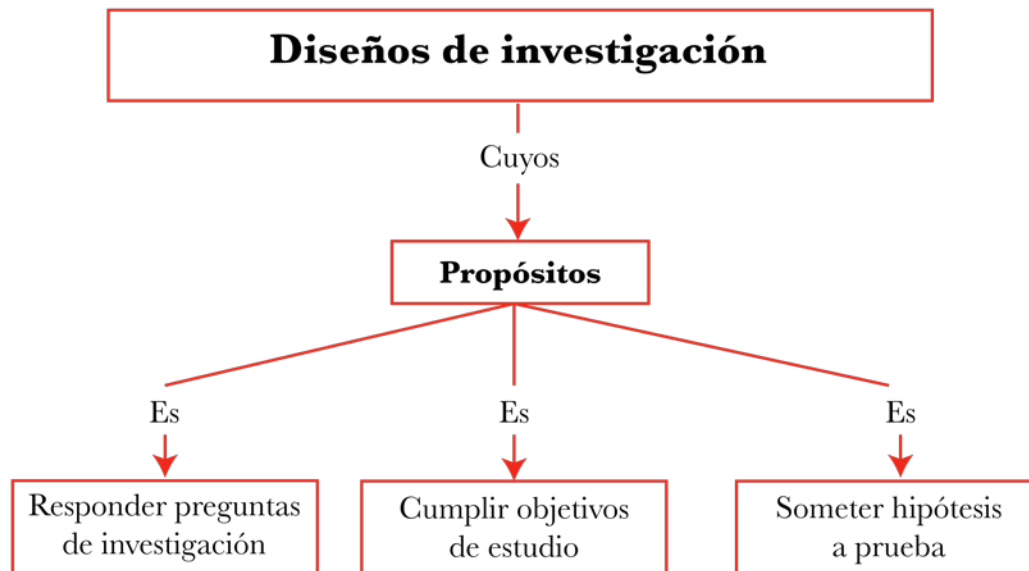 Diseños de investigación
Cuyos
Propósitos
Es
Es
Es
Responder preguntas
de investigación
Cumplir objetivos
de estudio
Someter hipótesis
a prueba